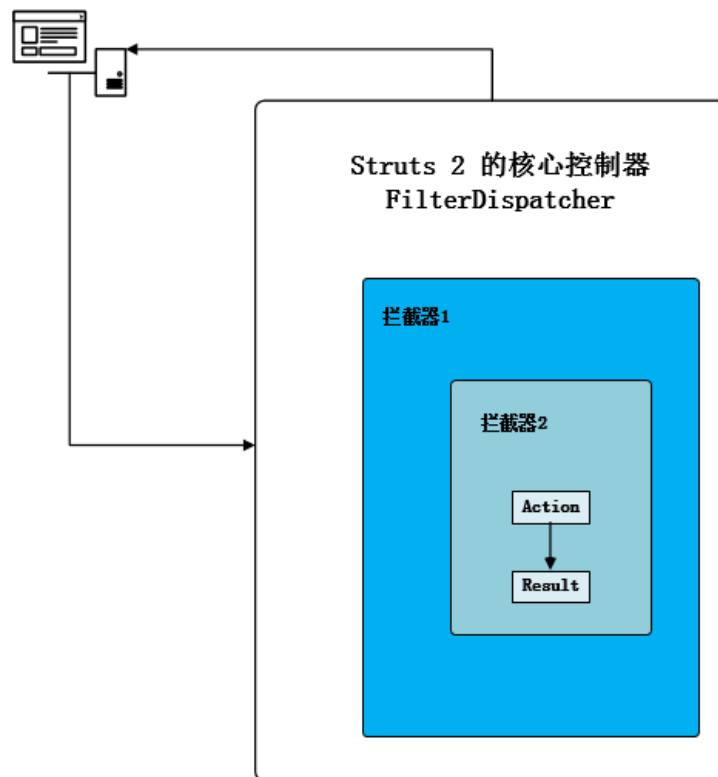 Struts 2 的核心控制器
FilterDispatcher
拦截器1
拦截器2
Action
Result